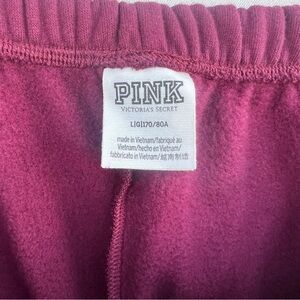 PINK
VICTORIA'S SECRET
L|G|170/80A
made in Vietnam/fabriqué au
Vietnam/hecho en Vietnam/
fabbricato in Vietnam/越南制造